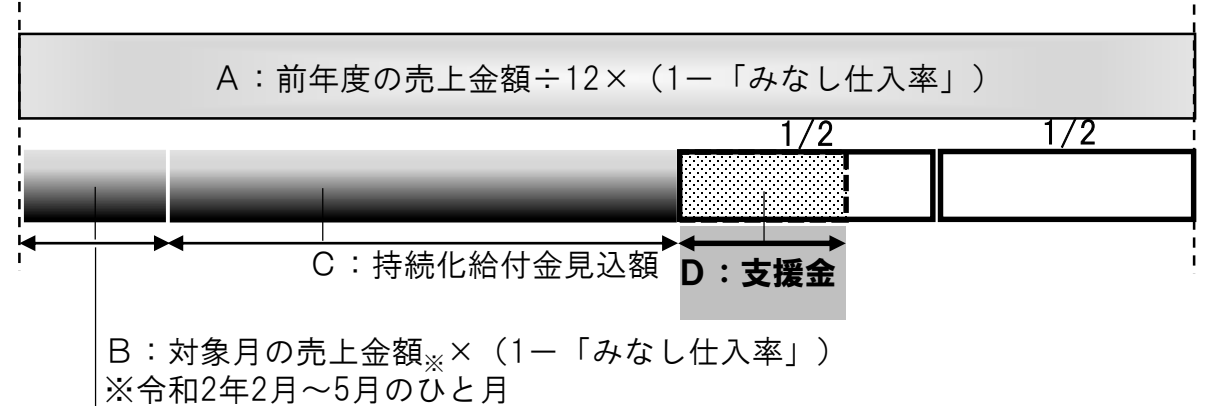 Ａ：前年度の売上金額÷12×（1－「みなし仕入率」）
1/2
1/2
Ｃ：持続化給付金見込額
Ｄ：支援金
Ｂ：対象月の売上金額※×（1－「みなし仕入率」）
※令和2年2月～5月のひと月